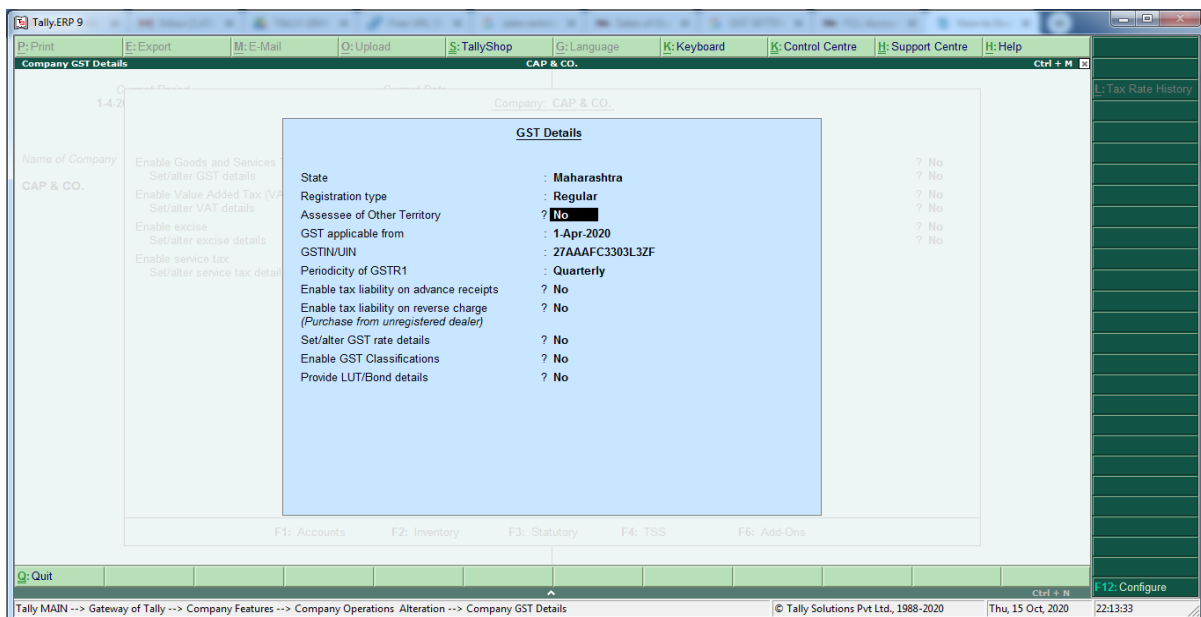 Tally.ERP 9
P: Print E: Export M: E-Mail O: Upload S: TallyShop G: Language K: Keyboard K: Control Centre H: Support Centre H: Help
Company GST Details CAP & CO. Ctrl + M
L: Tax Rate History
1-4-20
Company: CAP & CO.
GST Details
Name of Company
CAP & CO.
Enable Goods and Services ? No
Set/alter GST details ? No
Enable Value Added Tax (VA ? No
Set/alter VAT details ? No
Enable excise ? No
Set/alter excise details ? No
Enable service tax
Set/alter service tax detail
State : Maharashtra
Registration type : Regular
Assessee of Other Territory ? No
GST applicable from : 1-Apr-2020
GSTIN/UIN : 27AAAFC3303L3ZF
Periodicity of GSTR1 : Quarterly
Enable tax liability on advance receipts ? No
Enable tax liability on reverse charge ? No
(Purchase from unregistered dealer)
Set/alter GST rate details ? No
Enable GST Classifications ? No
Provide LUT/Bond details ? No
F1: Accounts F2: Inventory F3: Statutory F4: TSS F6: Add-Ons
Q: Quit
F12: Configure
Ctrl + N
Tally MAIN --> Gateway of Tally --> Company Features --> Company Operations Alteration --> Company GST Details © Tally Solutions Pvt Ltd., 1988-2020 Thu, 15 Oct, 2020 22:13:33